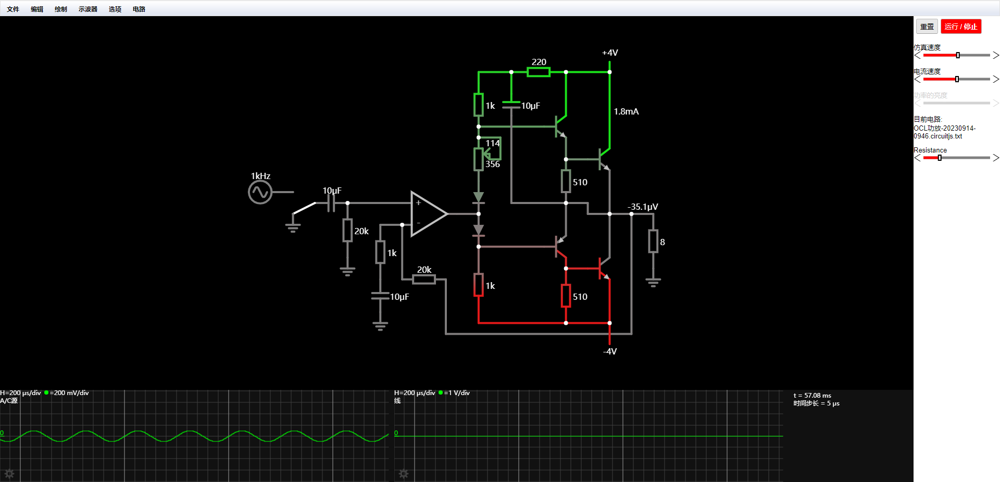 文件 编辑 绘制 示波器 选项 电路
重置 运行 / 停止
仿真速度
电流速度
功率的亮度
目前电路:
OCL功放-20230914-
0946.circuitjs.txt
Resistance
+4V
220
1k
10μF
1.8mA
114
356
1kHz
10μF
510
-35.1μV
+
-
20k
8
1k
20k
1k
10μF
510
-4V
H=200 μs/div =200 mV/div
A/C源
0
H=200 μs/div =1 V/div
线
0
t = 57.08 ms
时间步长 = 5 μs